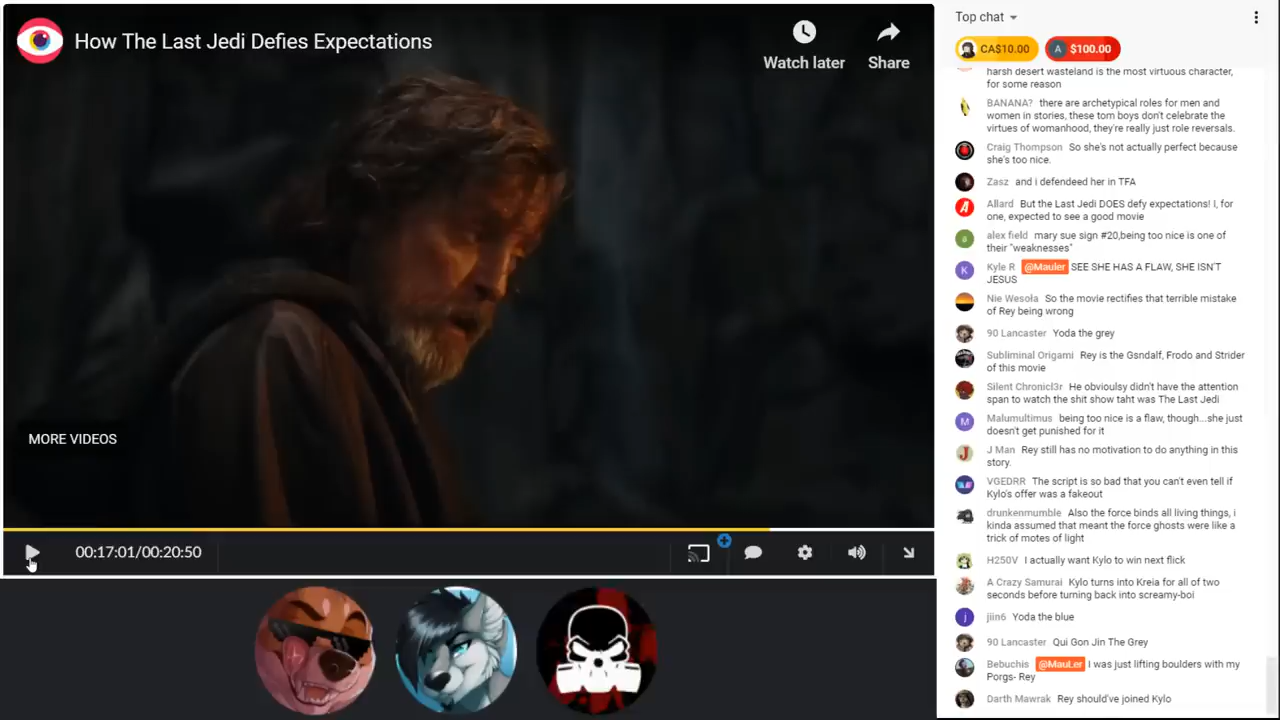 How The Last Jedi Defies Expectations
Watch later
Share
MORE VIDEOS
00:17:01/00:20:50
Top chat
CA$10.00
A $100.00
harsh desert wasteland is the most virtuous character,
for some reason
BANANA? there are archetypical roles for men and
women in stories, these tom boys don't celebrate the
virtues of womanhood, they're really just role reversals.
Craig Thompson So she's not actually perfect because
she's too nice.
Zasz and i defendeed her in TFA
A
Allard But the Last Jedi DOES defy expectations! I, for
one, expected to see a good movie
a
alex field mary sue sign #20,being too nice is one of
their "weaknesses"
K
Kyle R @Mauler SEE SHE HAS A FLAW, SHE ISN'T
JESUS
Nie Wesoła So the movie rectifies that terrible mistake
of Rey being wrong
90 Lancaster Yoda the grey
Subliminal Origami Rey is the Gsndalf, Frodo and Strider
of this movie
Silent Chronicl3r He obvioulsy didn't have the attention
span to watch the shit show taht was The Last Jedi
M
Malumultimus being too nice is a flaw, though...she just
doesn't get punished for it
J
J Man Rey still has no motivation to do anything in this
story.
VGEDRR The script is so bad that you can't even tell if
Kylo's offer was a fakeout
drunkenmumble Also the force binds all living things, i
kinda assumed that meant the force ghosts were like a
trick of motes of light
H250V I actually want Kylo to win next flick
A Crazy Samurai Kylo turns into Kreia for all of two
seconds before turning back into screamy-boi
j
jiin6 Yoda the blue
90 Lancaster Qui Gon Jin The Grey
Bebuchis @MauLer I was just lifting boulders with my
Porgs- Rey
Darth Mawrak Rey should've joined Kylo